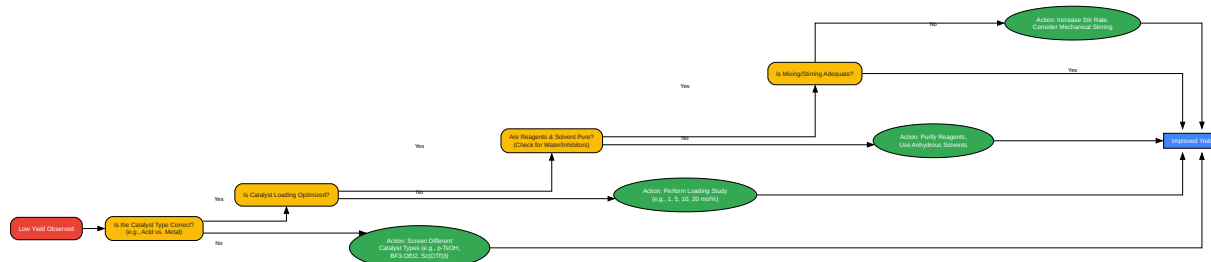 No
Action: Increase Stir Rate,
Consider Mechanical Stirring
Is Mixing/Stirring Adequate?
Yes
Yes
Are Reagents & Solvent Pure?
(Check for Water/Inhibitors)
No
Action: Purify Reagents,
Use Anhydrous Solvents
Improved Yield
Yes
Is Catalyst Loading Optimized?
No
Action: Perform Loading Study
(e.g., 1, 5, 10, 20 mol%)
Yes
Low Yield Observed
Is the Catalyst Type Correct?
(e.g., Acid vs. Metal)
No
Action: Screen Different
Catalyst Types (e.g., p-TsOH,
BF3·OEt2, Sc(OTf)3)